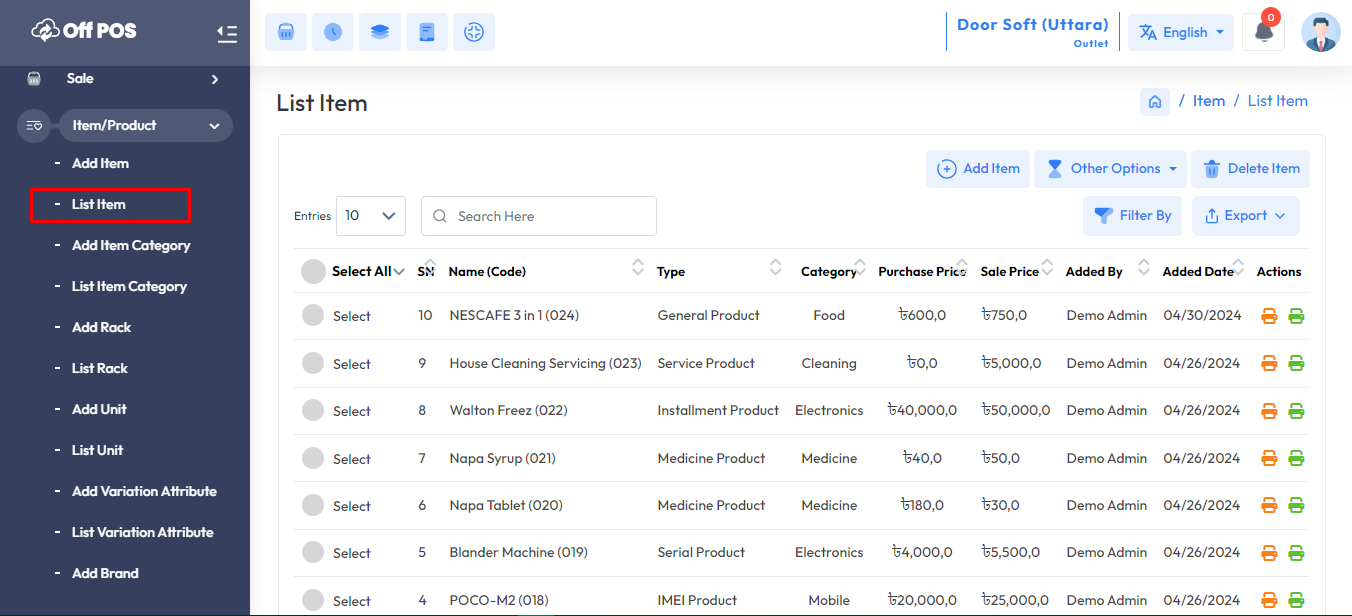 Off POS
0
Door Soft (Uttara)
Outlet
English
Sale
Item/Product
- Add Item
- List Item
- Add Item Category
- List Item Category
- Add Rack
- List Rack
- Add Unit
- List Unit
- Add Variation Attribute
- List Variation Attribute
- Add Brand
List Item
/ Item / List Item
Add Item Other Options Delete Item
Entries 10 Search Here Filter By Export
Select All SN Name (Code) Type Category Purchase Price Sale Price Added By Added Date Actions
Select 10 NESCAFE 3 in 1 (024) General Product Food ৳600,0 ৳750,0 Demo Admin 04/30/2024
Select 9 House Cleaning Servicing (023) Service Product Cleaning ৳0,0 ৳5,000,0 Demo Admin 04/26/2024
Select 8 Walton Freez (022) Installment Product Electronics ৳40,000,0 ৳50,000,0 Demo Admin 04/26/2024
Select 7 Napa Syrup (021) Medicine Product Medicine ৳40,0 ৳50,0 Demo Admin 04/26/2024
Select 6 Napa Tablet (020) Medicine Product Medicine ৳180,0 ৳30,0 Demo Admin 04/26/2024
Select 5 Blander Machine (019) Serial Product Electronics ৳4,000,0 ৳5,500,0 Demo Admin 04/26/2024
Select 4 POCO-M2 (018) IMEI Product Mobile ৳20,000,0 ৳25,000,0 Demo Admin 04/26/2024